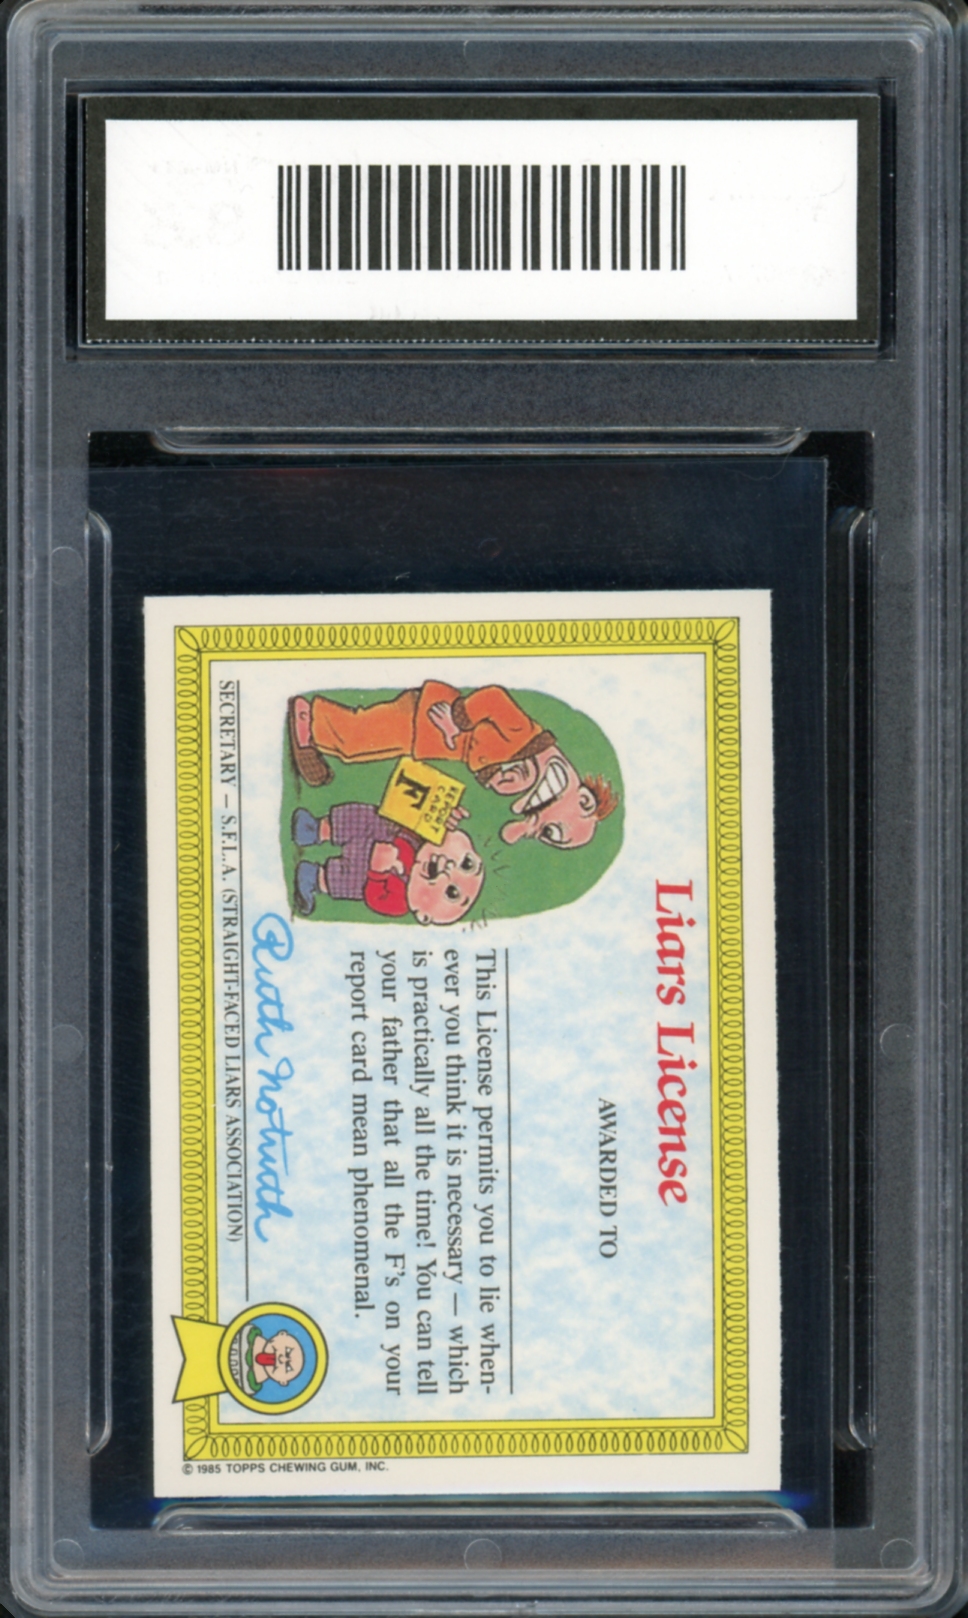 Liars License
AWARDED TO
This License permits you to lie when-
ever you think it is necessary — which
is practically all the time! You can tell
your father that all the F's on your
report card mean phenomenal.
REPORT
CARD
F
Ruth Notruth
SECRETARY – S.F.L.A. (STRAIGHT-FACED LIARS ASSOCIATION)
© 1985 TOPPS CHEWING GUM, INC.